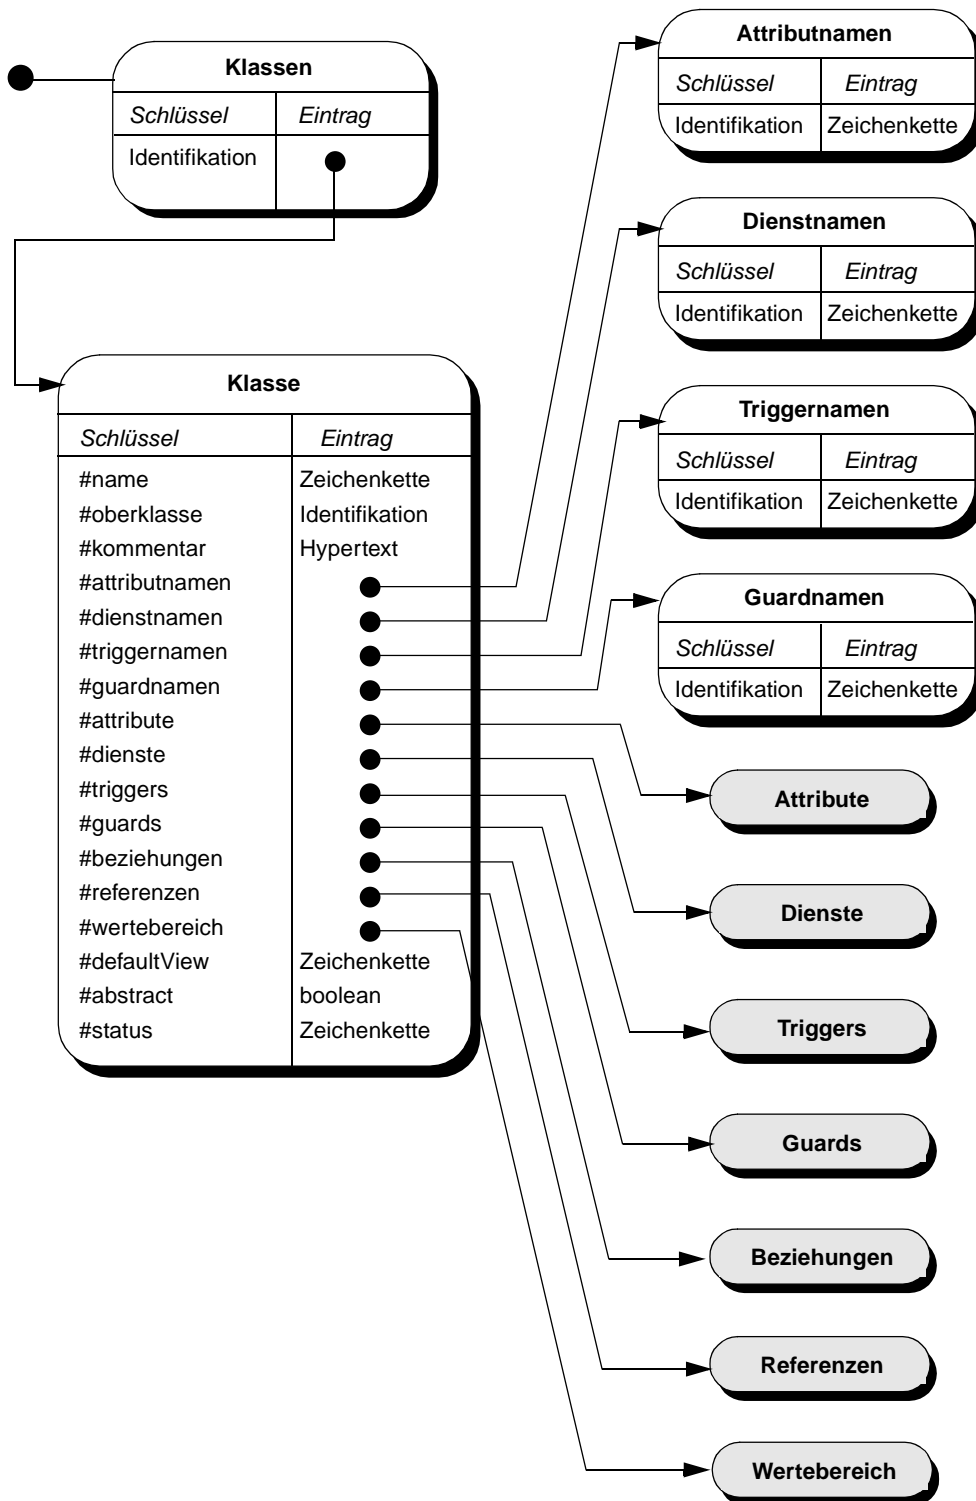 Klassen
Schlüssel Eintrag
Identifikation
Klasse
Schlüssel Eintrag
#name Zeichenkette
#oberklasse Identifikation
#kommentar Hypertext
#attributnamen
#dienstnamen
#triggernamen
#guardnamen
#attribute
#dienste
#triggers
#guards
#beziehungen
#referenzen
#wertebereich
#defaultView Zeichenkette
#abstract boolean
#status Zeichenkette
Attributnamen
Schlüssel Eintrag
Identifikation Zeichenkette
Dienstnamen
Schlüssel Eintrag
Identifikation Zeichenkette
Triggernamen
Schlüssel Eintrag
Identifikation Zeichenkette
Guardnamen
Schlüssel Eintrag
Identifikation Zeichenkette
Attribute
Dienste
Triggers
Guards
Beziehungen
Referenzen
Wertebereich